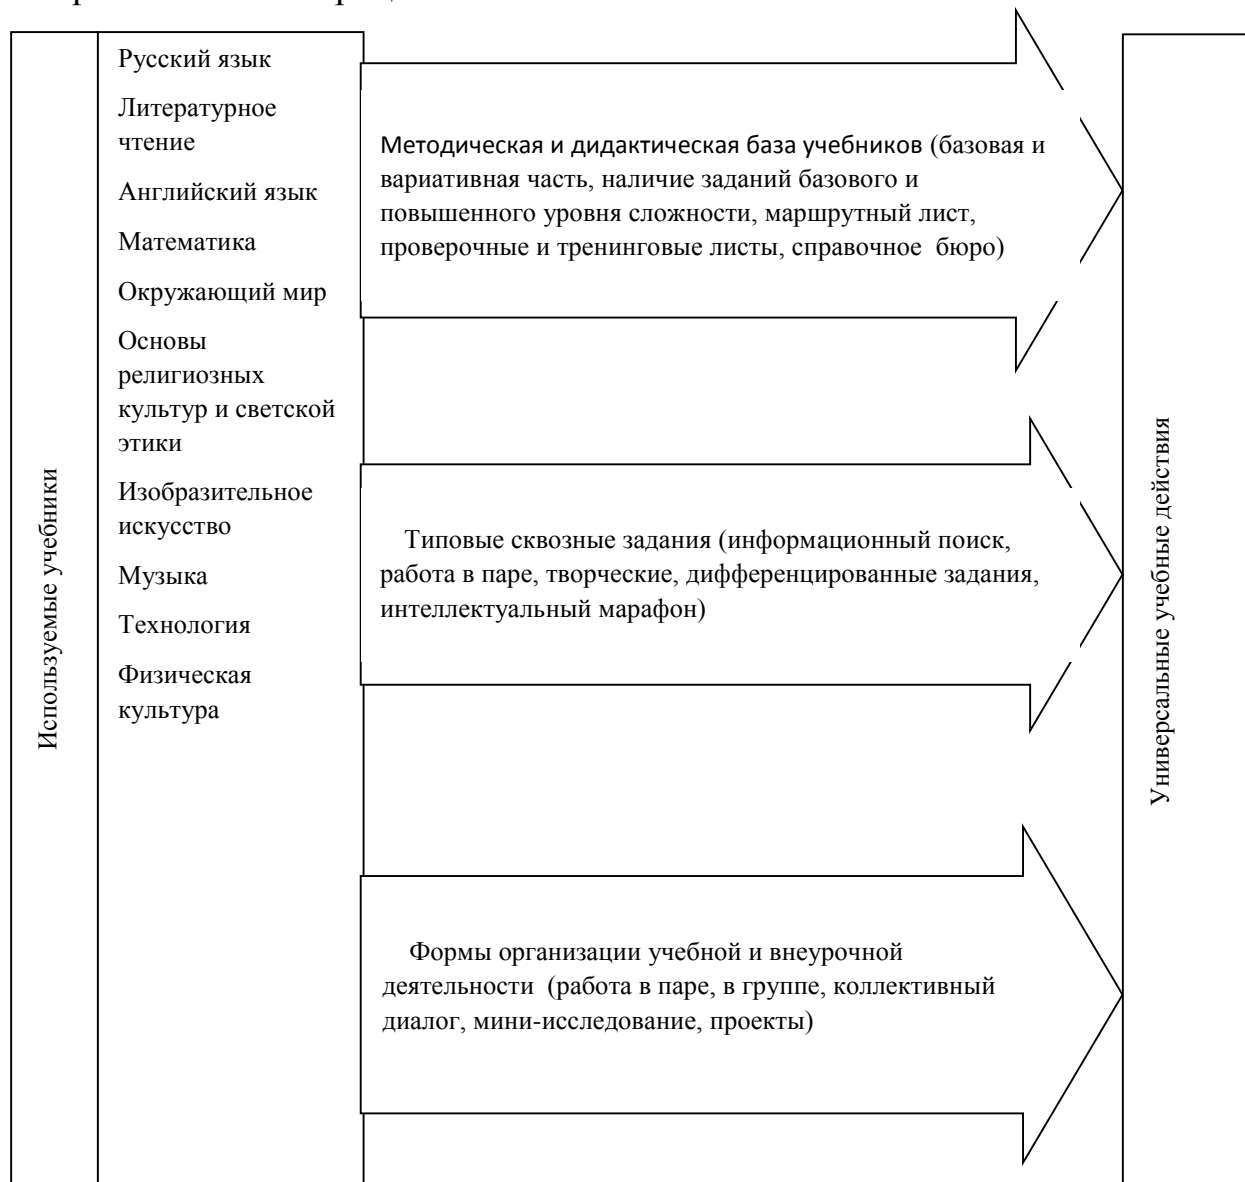 Используемые учебники
Русский язык
Литературное
чтение
Английский язык
Математика
Окружающий мир
Основы
религиозных
культур и светской
этики
Изобразительное
искусство
Музыка
Технология
Физическая
культура
Методическая и дидактическая база учебников (базовая и
вариативная часть, наличие заданий базового и
повышенного уровня сложности, маршрутный лист,
проверочные и тренинговые листы, справочное  бюро)
Типовые сквозные задания (информационный поиск,
работа в паре, творческие, дифференцированные задания,
интеллектуальный марафон)
Формы организации учебной и внеурочной
деятельности  (работа в паре, в группе, коллективный
диалог, мини-исследование, проекты)
Универсальные учебные действия